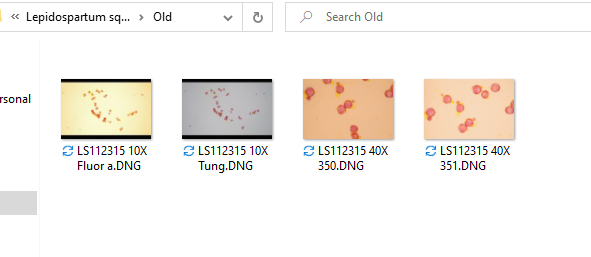 Lepidospartum sq...
Old
Search Old
rsonal
LS112315 10X
Fluor a.DNG
LS112315 10X
Tung.DNG
LS112315 40X
350.DNG
LS112315 40X
351.DNG